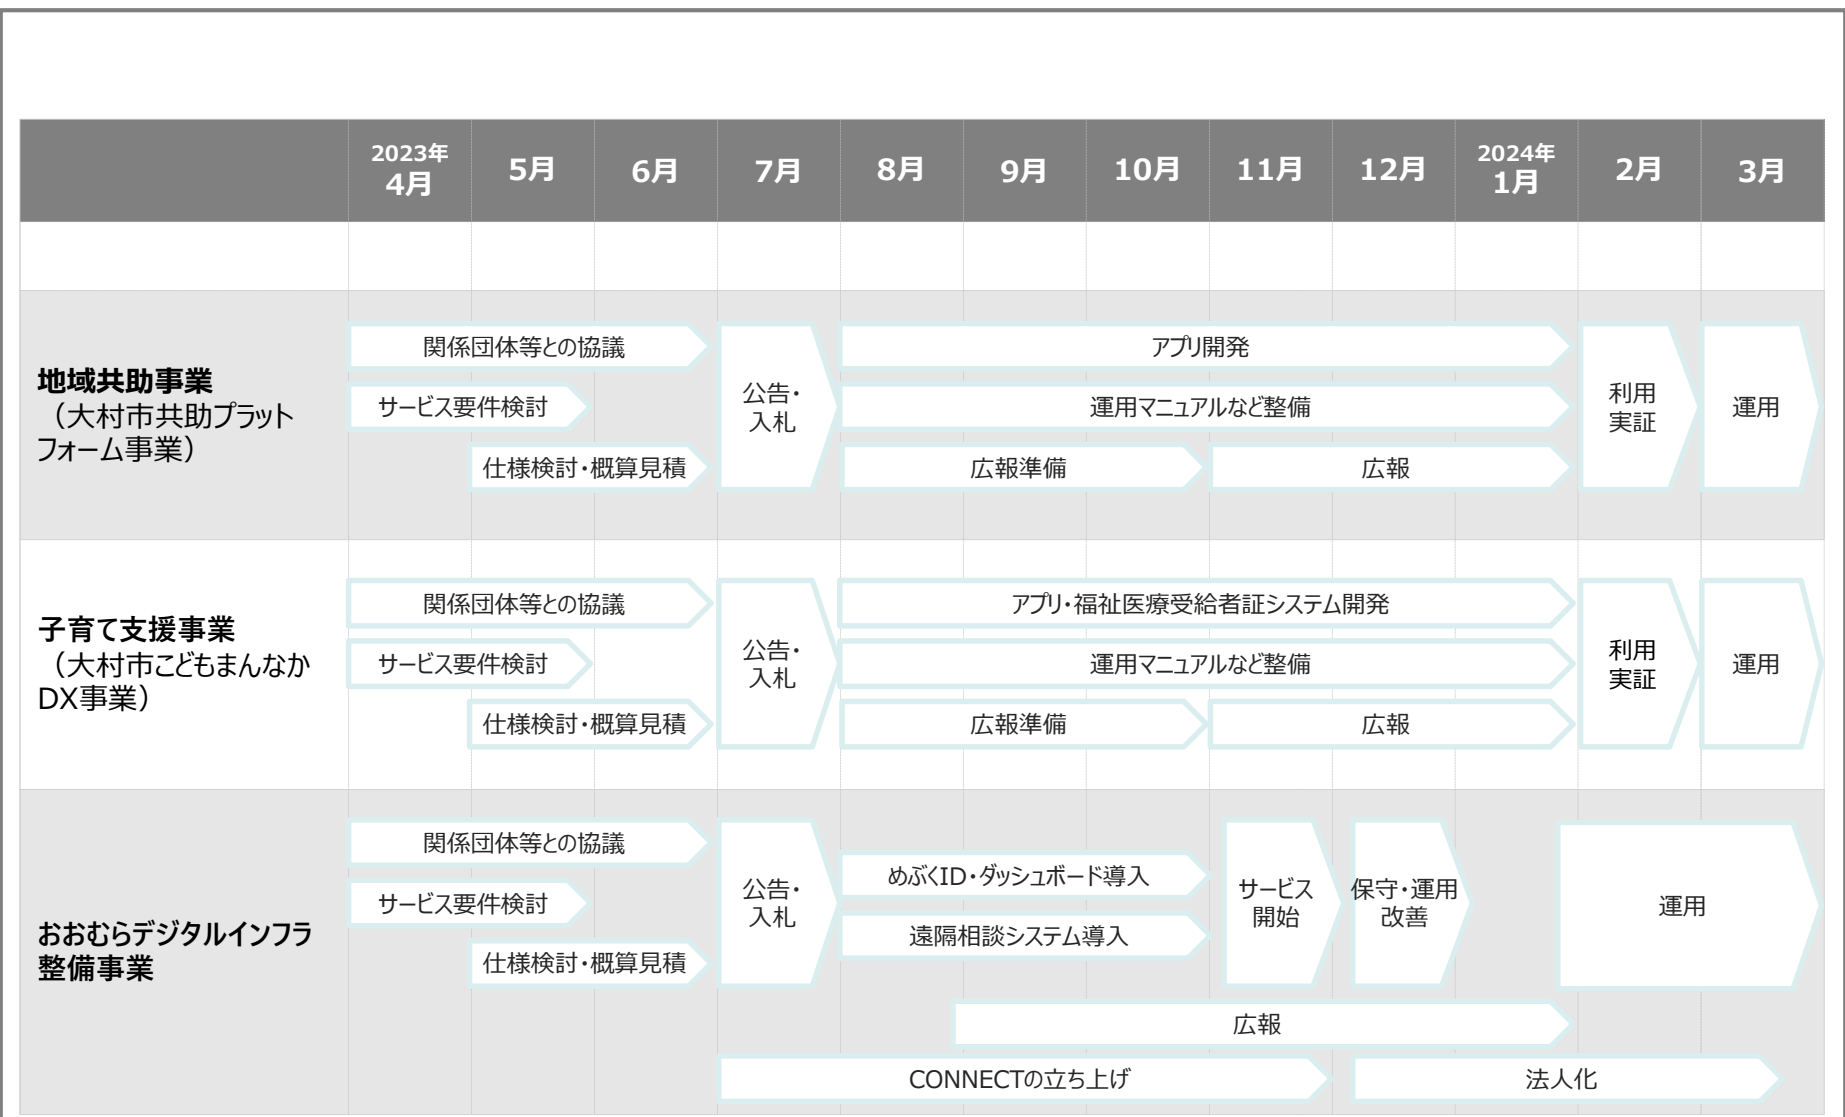 2023年
4月
5月
6月
7月
8月
9月
10月
11月
12月
2024年
1月
2月
3月
地域共助事業
（大村市共助プラット
フォーム事業）
関係団体等との協議
サービス要件検討
仕様検討・概算見積
公告・
入札
アプリ開発
運用マニュアルなど整備
広報準備
広報
利用
実証
運用
子育て支援事業
（大村市こどもまんなか
DX事業）
関係団体等との協議
サービス要件検討
仕様検討・概算見積
公告・
入札
アプリ・福祉医療受給者証システム開発
運用マニュアルなど整備
広報準備
広報
利用
実証
運用
おおむらデジタルインフラ
整備事業
関係団体等との協議
サービス要件検討
仕様検討・概算見積
公告・
入札
めぶくID・ダッシュボード導入
遠隔相談システム導入
サービス
開始
保守・運用
改善
運用
広報
CONNECTの立ち上げ
法人化